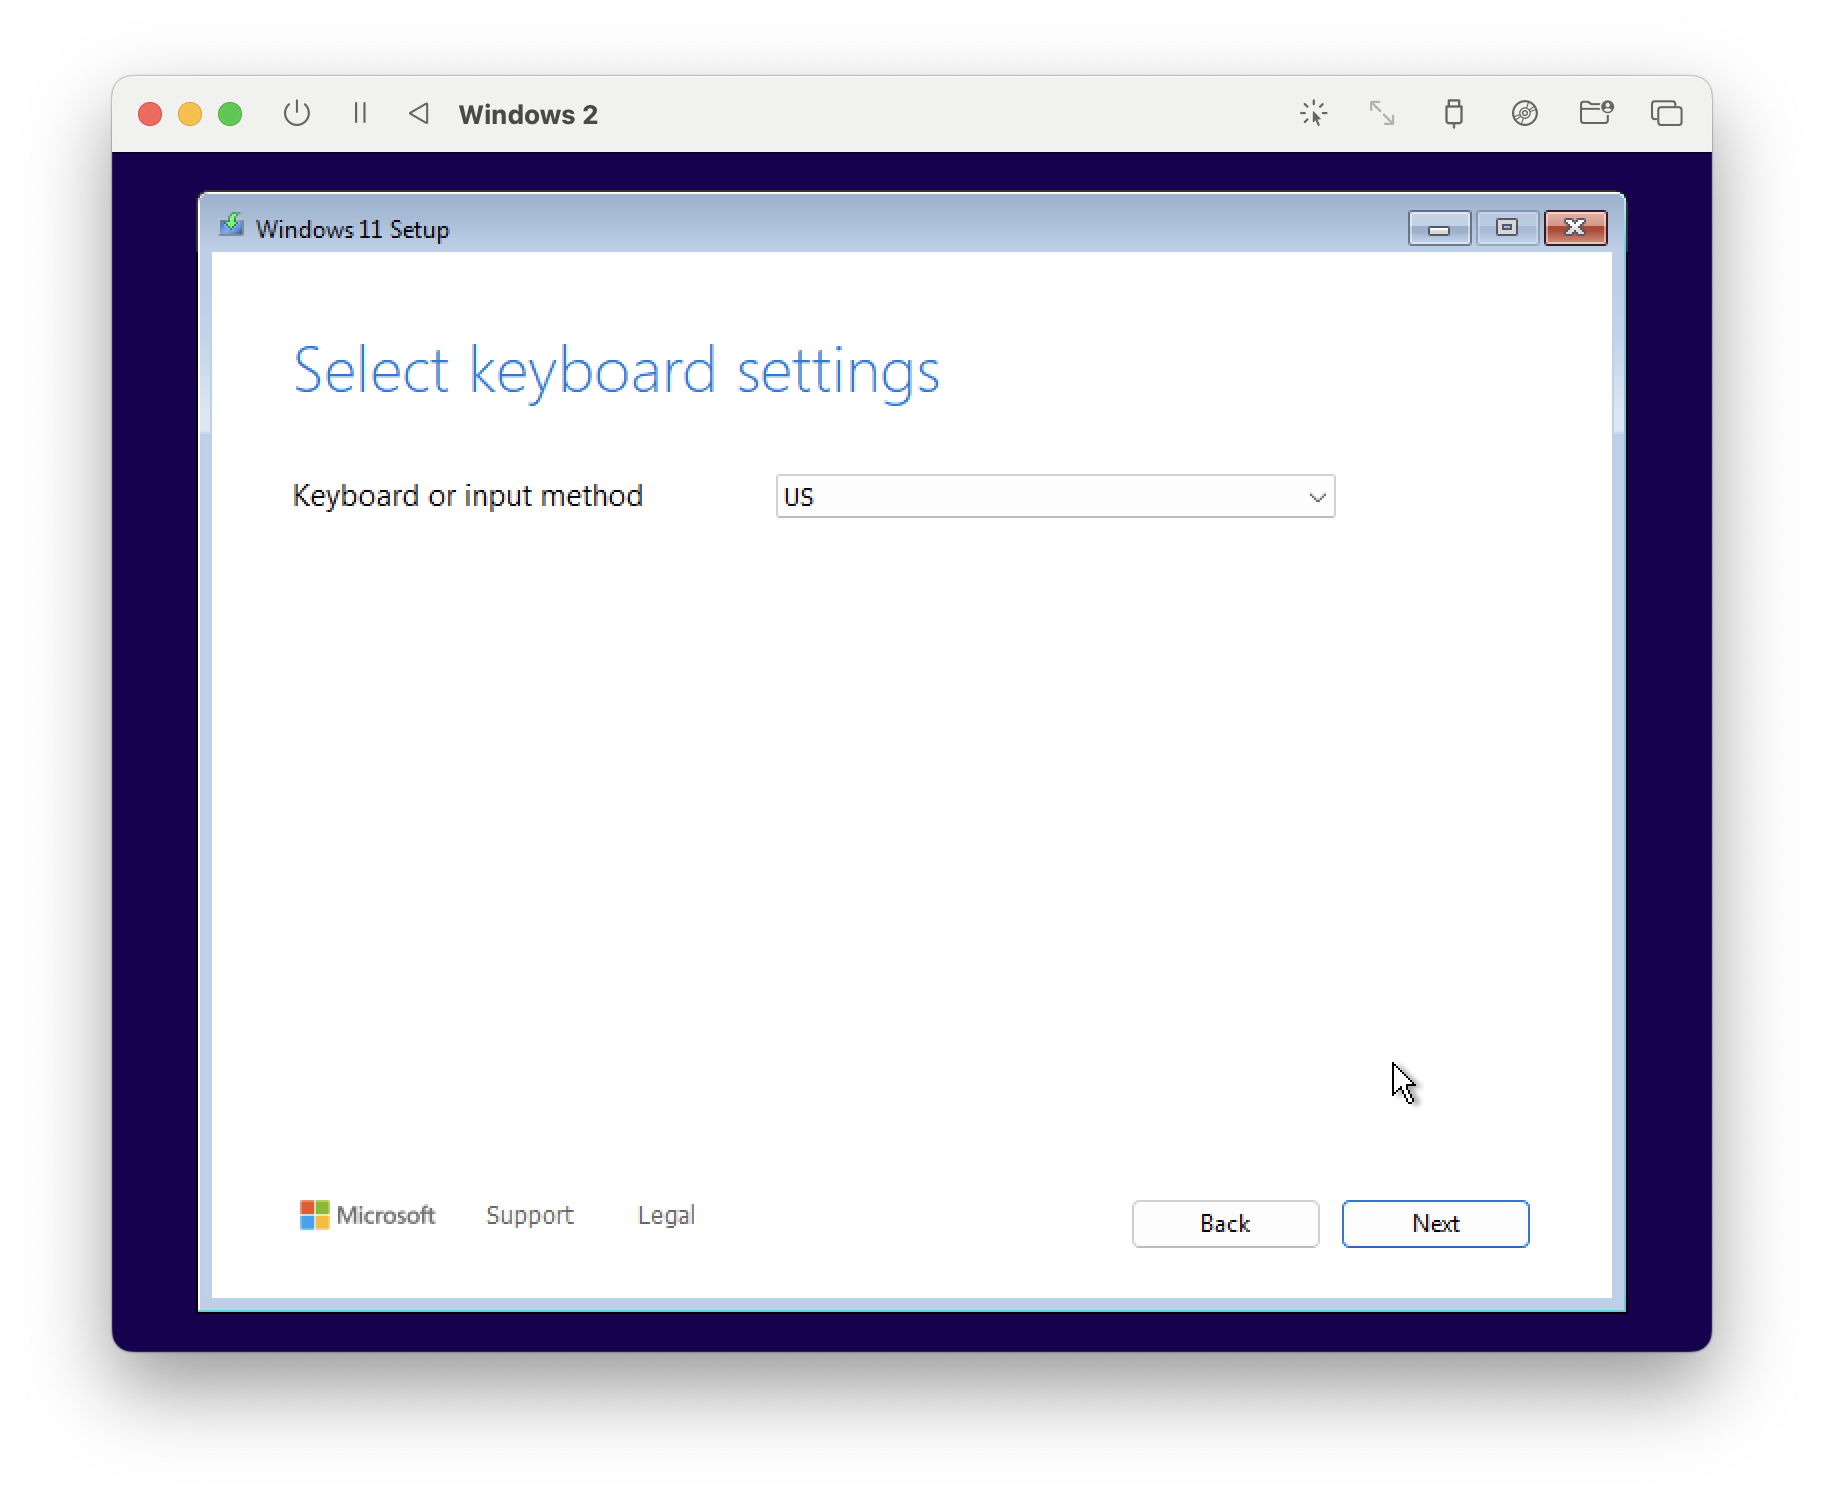 Windows 2
Windows 11 Setup
Select keyboard settings
Keyboard or input method
US
Microsoft
Support
Legal
Back
Next